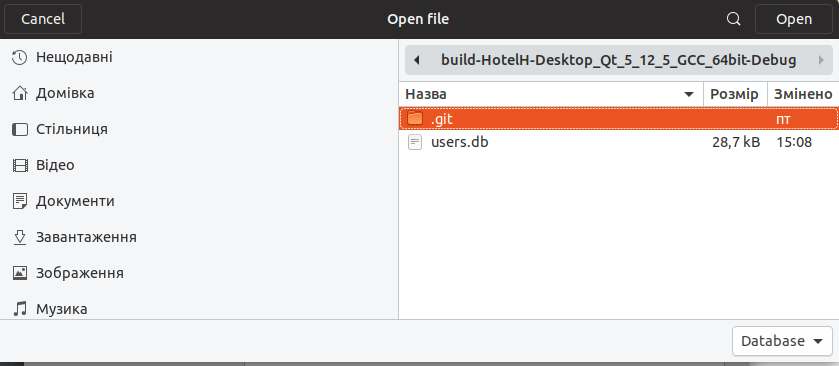 Cancel Open file Open
Нещодавні
Домівка
Стільниця
Відео
Документи
Завантаження
Зображення
Музика
build-HotelH-Desktop_Qt_5_12_5_GCC_64bit-Debug
Назва Розмір Змінено
.git пт
users.db 28,7 kB 15:08
Database